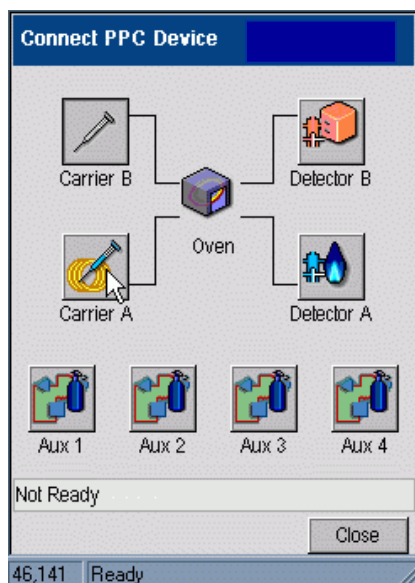 Connect PPC Device
Carrier B
Detector B
Oven
Carrier A
Detector A
Aux 1
Aux 2
Aux 3
Aux 4
Not Ready
Close
46,141
Ready